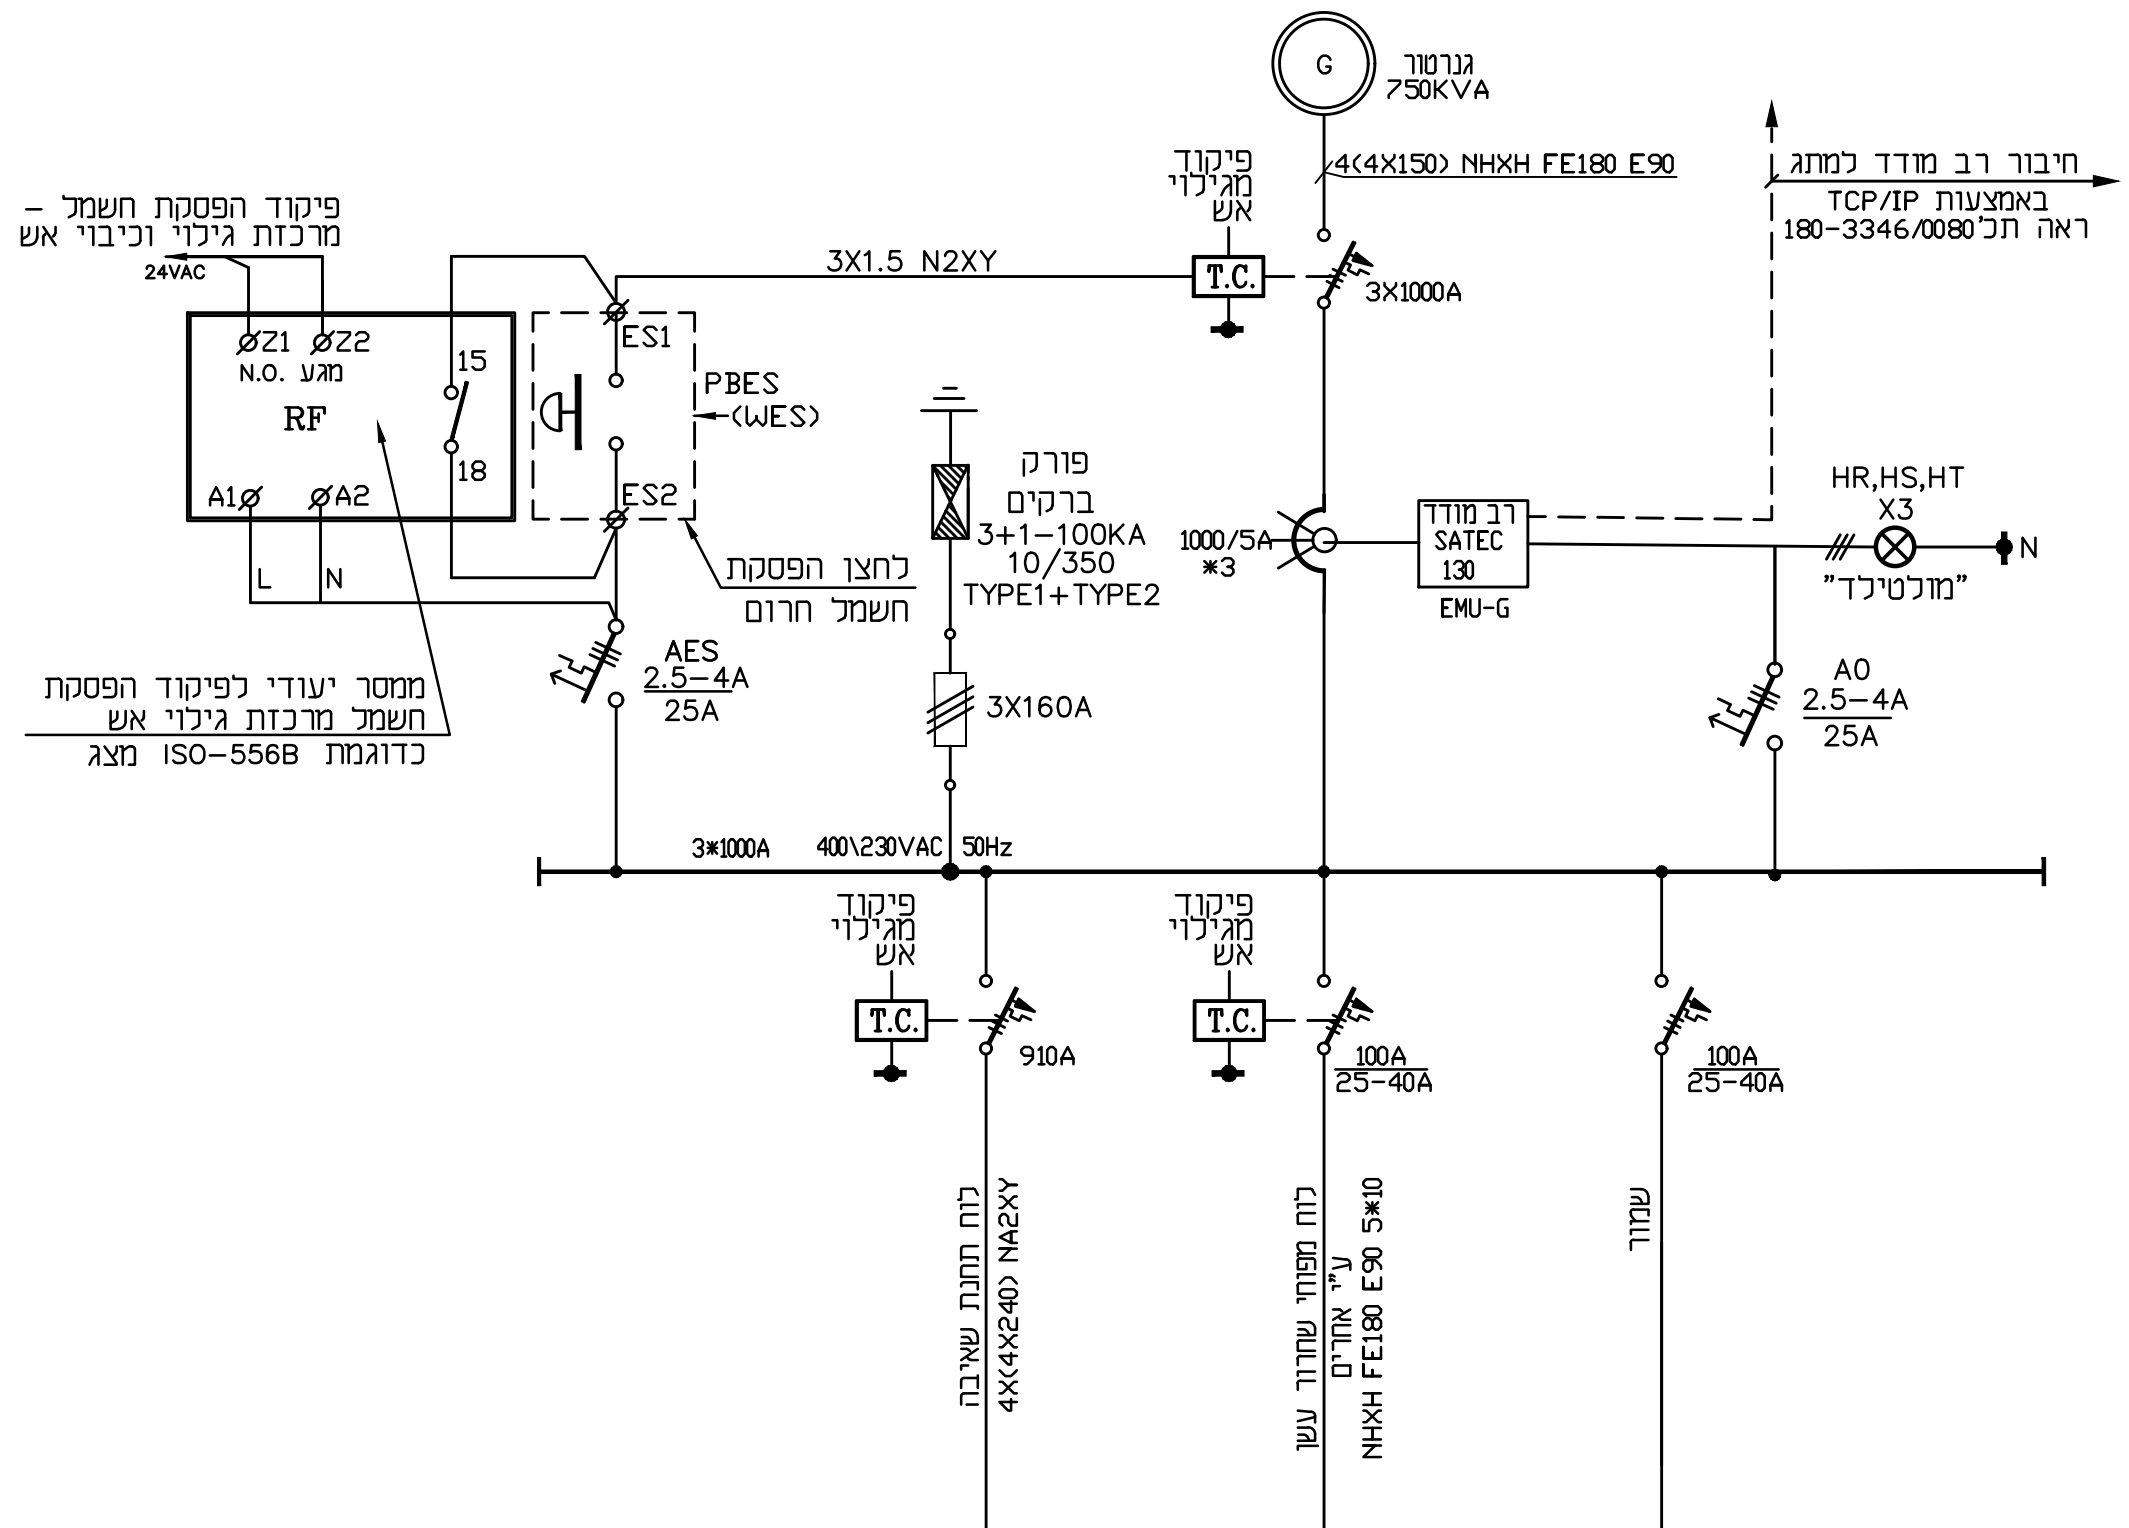 G
גנרטור
750KVA
4(4X150) NHXH FE180 E90
פיקוד
מגילוי
אש
T.C.
3X1000A
3X1.5 N2XY
חיבור רב מודד למתג
באמצעות TCP/IP
ראה תכ' 180-3346/0080
פיקוד הפסקת חשמל -
מרכזת גילוי וכיבוי אש
24VAC
Z1
Z2
מגע N.O.
RF
15
18
A1
A2
L
N
ES1
ES2
PBES
(WES)
לחצן הפסקת
חשמל חרום
ממסר יעודי לפיקוד הפסקת
חשמל מרכזת גילוי אש
כדוגמת ISO-556B מצג
AES
2.5-4A
25A
פורק
ברקים
3+1-100KA
10/350
TYPE1+TYPE2
3X160A
1000/5A
*3
רב מודד
SATEC
130
EMU-G
HR,HS,HT
X3
N
"מולטילד"
A0
2.5-4A
25A
3*1000A
400\230VAC 50Hz
פיקוד
מגילוי
אש
T.C.
910A
פיקוד
מגילוי
אש
T.C.
100A
25-40A
100A
25-40A
לוח תחנת שאיבה
4X(4X240) NA2XY
לוח מפוחי שחרור עשן
ע"י אחרים
NHXH FE180 E90 5*10
שמור